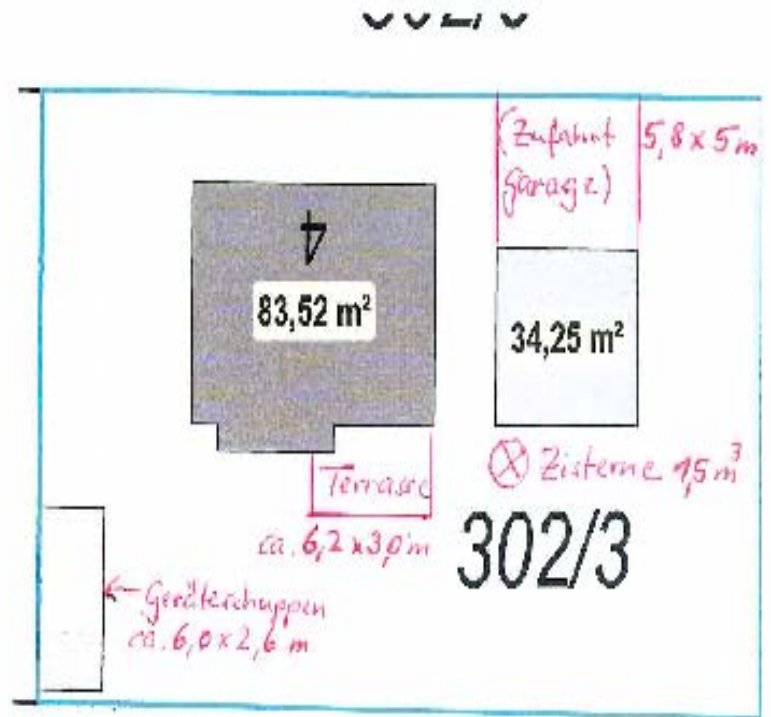 (Zufahrt
Garage)
5,8 x 5 m
4
83,52 m²
34,25 m²
Terrasse
ca. 6,2 x 3,0 m
⊗ Zisterne 1,5 m³
302/3
← Geräteschuppen
ca. 6,0 x 2,6 m